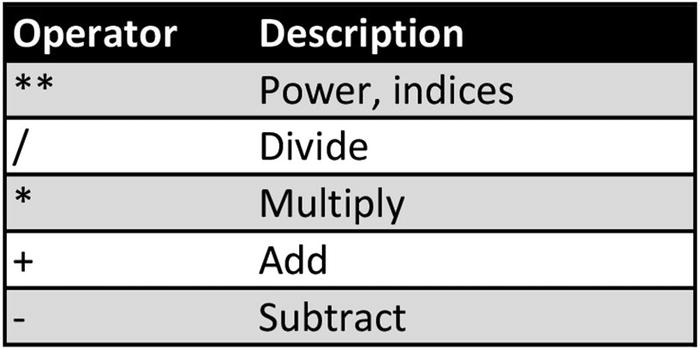 Operator Description
** Power, indices
/ Divide
* Multiply
+ Add
- Subtract